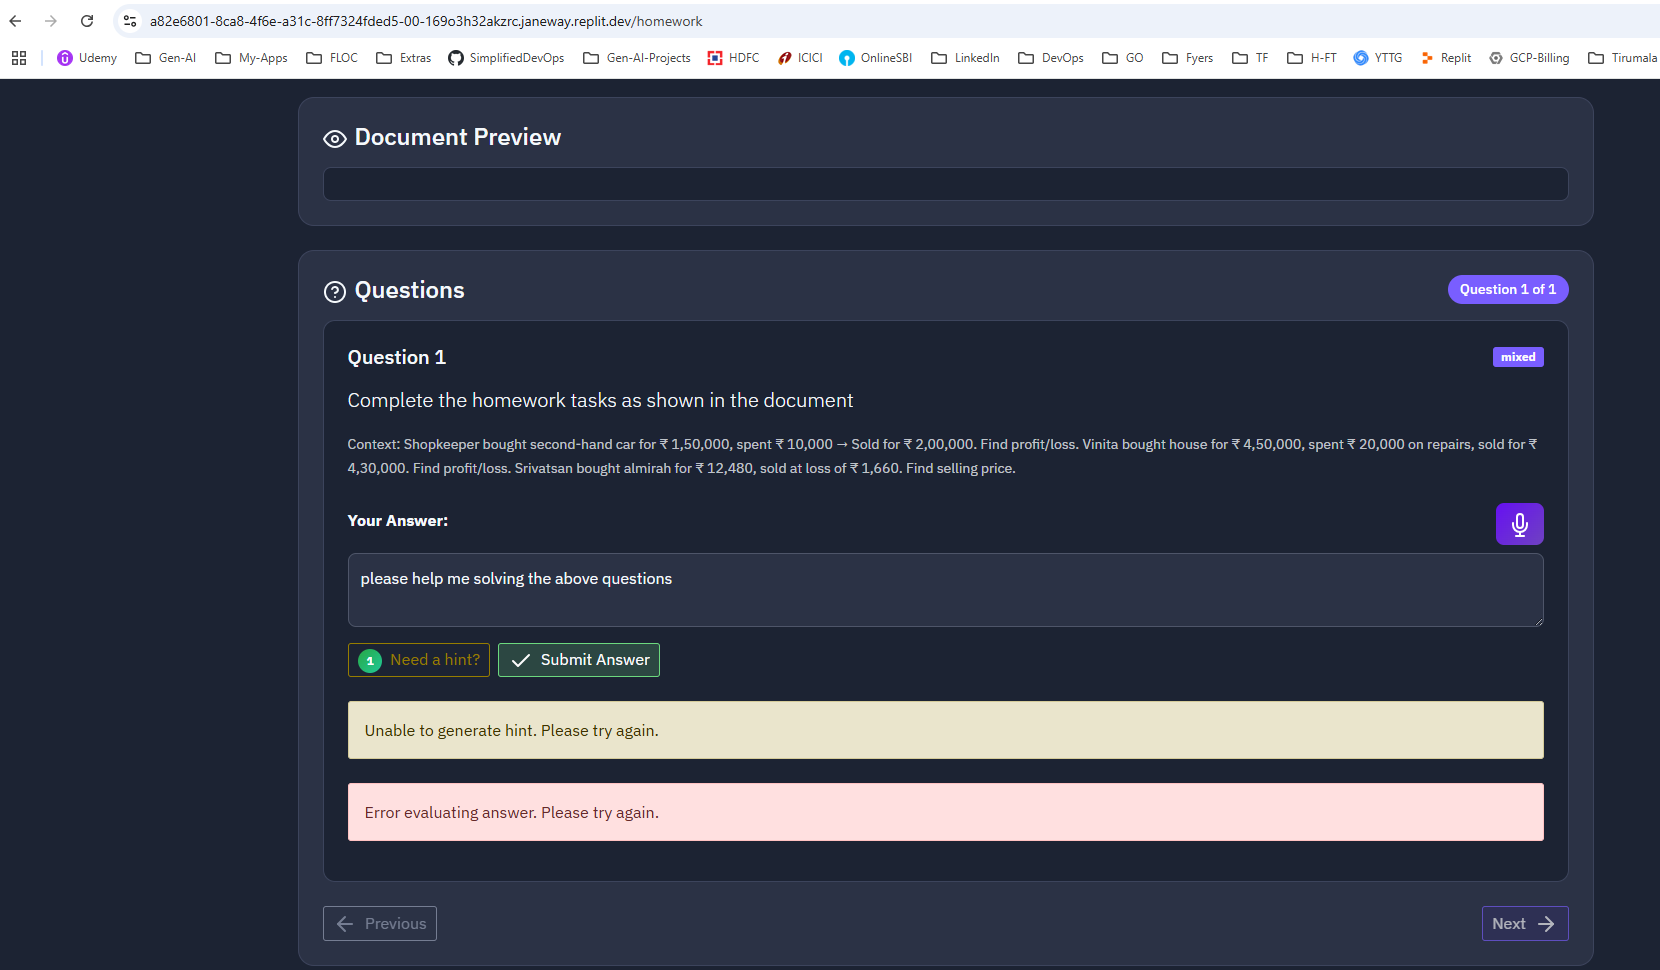 a82e6801-8ca8-4f6e-a31c-8ff7324fded5-00-169o3h32akzrc.janeway.replit.dev/homework
Udemy Gen-AI My-Apps FLOC Extras SimplifiedDevOps Gen-AI-Projects HDFC ICICI OnlineSBI LinkedIn DevOps GO Fyers TF H-FT YTTG Replit GCP-Billing Tirumala
Document Preview
Questions
Question 1 of 1
Question 1
mixed
Complete the homework tasks as shown in the document
Context: Shopkeeper bought second-hand car for ₹ 1,50,000, spent ₹ 10,000 → Sold for ₹ 2,00,000. Find profit/loss. Vinita bought house for ₹ 4,50,000, spent ₹ 20,000 on repairs, sold for ₹
4,30,000. Find profit/loss. Srivatsan bought almirah for ₹ 12,480, sold at loss of ₹ 1,660. Find selling price.
Your Answer:
please help me solving the above questions
1 Need a hint? Submit Answer
Unable to generate hint. Please try again.
Error evaluating answer. Please try again.
Previous
Next